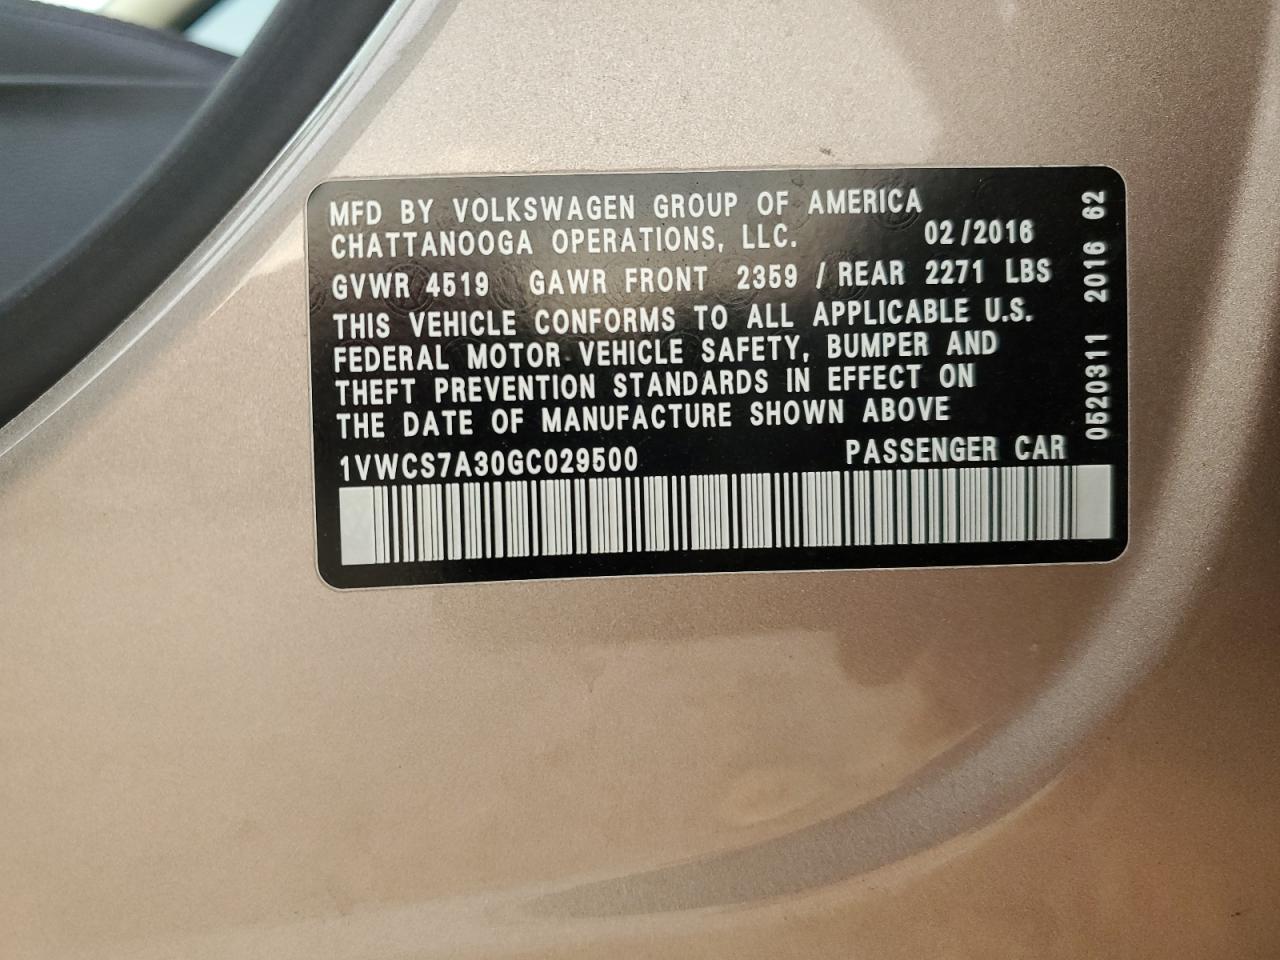 MFD BY VOLKSWAGEN GROUP OF AMERICA
CHATTANOOGA OPERATIONS, LLC. 02/2016
GVWR 4519 GAWR FRONT 2359 / REAR 2271 LBS
THIS VEHICLE CONFORMS TO ALL APPLICABLE U.S.
FEDERAL MOTOR VEHICLE SAFETY, BUMPER AND
THEFT PREVENTION STANDARDS IN EFFECT ON
THE DATE OF MANUFACTURE SHOWN ABOVE
1VWCS7A30GC029500 PASSENGER CAR
0520311 2016 62